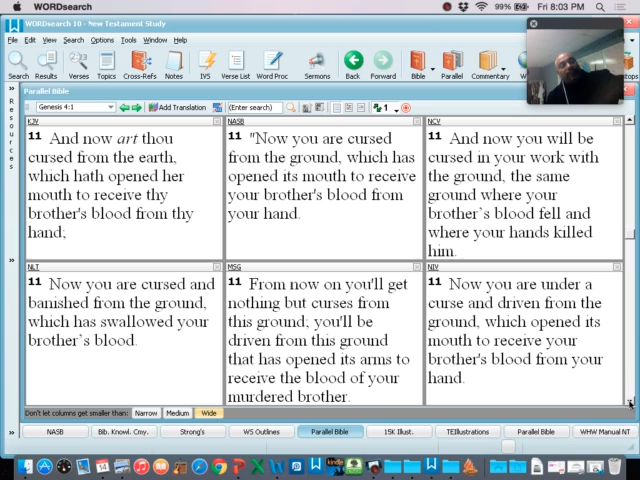 WORDsearch
99%
Fri 8:03 PM
WORDsearch 10 - New Testament Study
File Edit View Search Options Tools Window Help
Search Results Verses Topics Cross-Refs Notes IVS Verse List Word Proc Sermons Back Forward Bible Parallel Commentary
Parallel Bible
Genesis 4:1
Add Translation
(Enter search)
1
Resources
KJV
11 And now art thou
cursed from the earth,
which hath opened her
mouth to receive thy
brother's blood from thy
hand;
NASB
11 "Now you are cursed
from the ground, which has
opened its mouth to receive
your brother's blood from
your hand.
NCV
11 And now you will be
cursed in your work with
the ground, the same
ground where your
brother’s blood fell and
where your hands killed
him.
NLT
11 Now you are cursed and
banished from the ground,
which has swallowed your
brother’s blood.
MSG
11 From now on you'll get
nothing but curses from
this ground; you'll be
driven from this ground
that has opened its arms to
receive the blood of your
murdered brother.
NIV
11 Now you are under a
curse and driven from the
ground, which opened its
mouth to receive your
brother's blood from your
hand.
Don't let columns get smaller than: Narrow Medium Wide
NASB Bib. Knowl. Cmy. Strong's WS Outlines Parallel Bible 15K Illust. TEIllustrations Parallel Bible WHW Manual NT